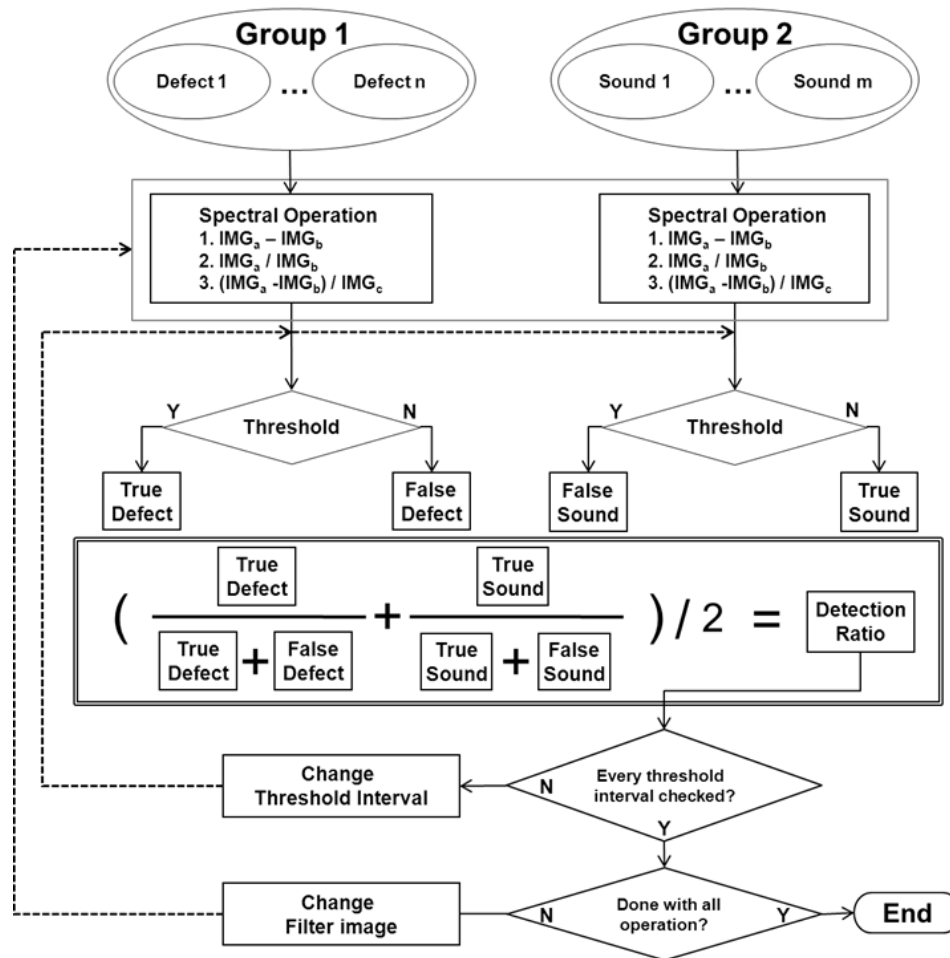 Group 1
Defect 1 ... Defect n
Group 2
Sound 1 ... Sound m
Spectral Operation
1. IMGa – IMGb
2. IMGa / IMGb
3. (IMGa -IMGb) / IMGc
Spectral Operation
1. IMGa – IMGb
2. IMGa / IMGb
3. (IMGa -IMGb) / IMGc
Y Threshold N
Y Threshold N
True
Defect
False
Defect
False
Sound
True
Sound
( True
Defect
True
Defect
+ False
Defect
+ True
Sound
True
Sound
+ False
Sound
) / 2 = Detection
Ratio
Change
Threshold Interval
N Every threshold
interval checked?
Y
Change
Filter image
N Done with all
operation?
Y
End